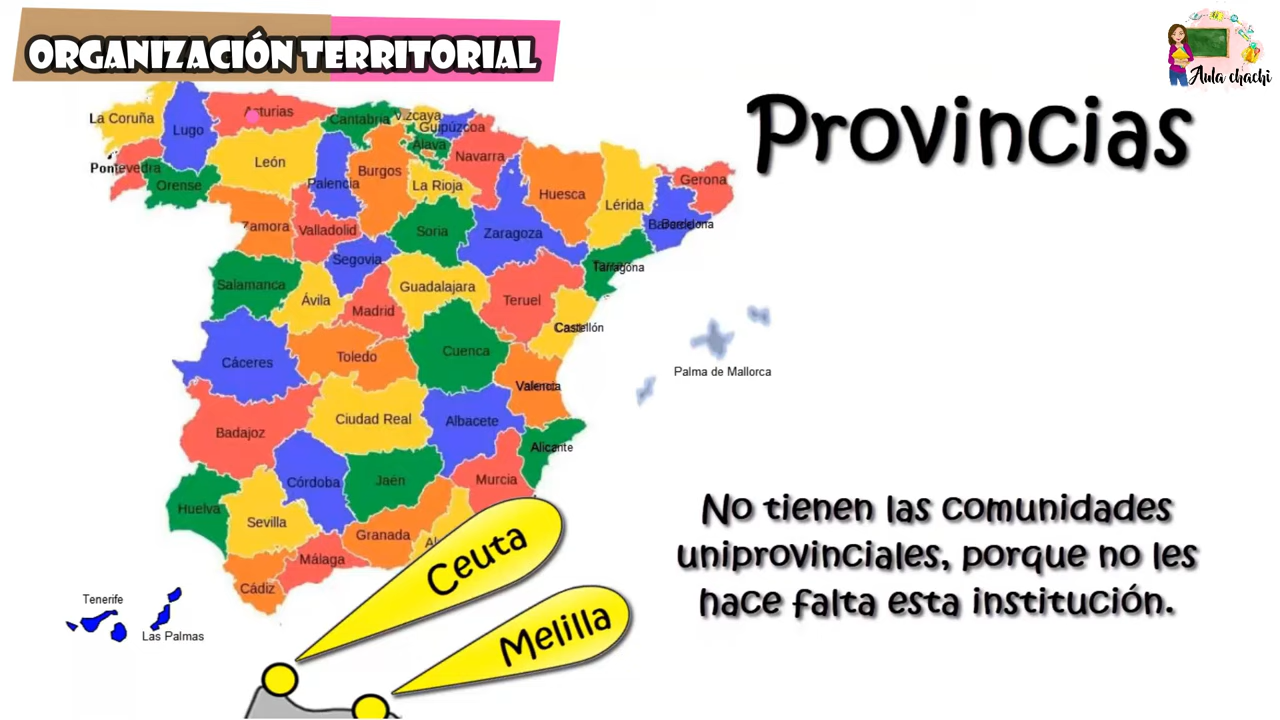 ORGANIZACIÓN TERRITORIAL
Aula chachi
Provincias
La Coruña
Lugo
Asturias
Cantabria
Vizcaya
Guipúzcoa
Álava
Navarra
Pontevedra
Orense
León
Palencia
Burgos
La Rioja
Huesca
Lérida
Gerona
Barcelona
Zamora
Valladolid
Soria
Zaragoza
Tarragona
Segovia
Salamanca
Ávila
Guadalajara
Teruel
Madrid
Castellón
Cáceres
Toledo
Cuenca
Palma de Mallorca
Valencia
Badajoz
Ciudad Real
Albacete
Alicante
Córdoba
Jaén
Murcia
Huelva
Sevilla
Granada
Al
Málaga
Cádiz
Ceuta
Melilla
Tenerife
Las Palmas
No tienen las comunidades
uniprovinciales, porque no les
hace falta esta institución.